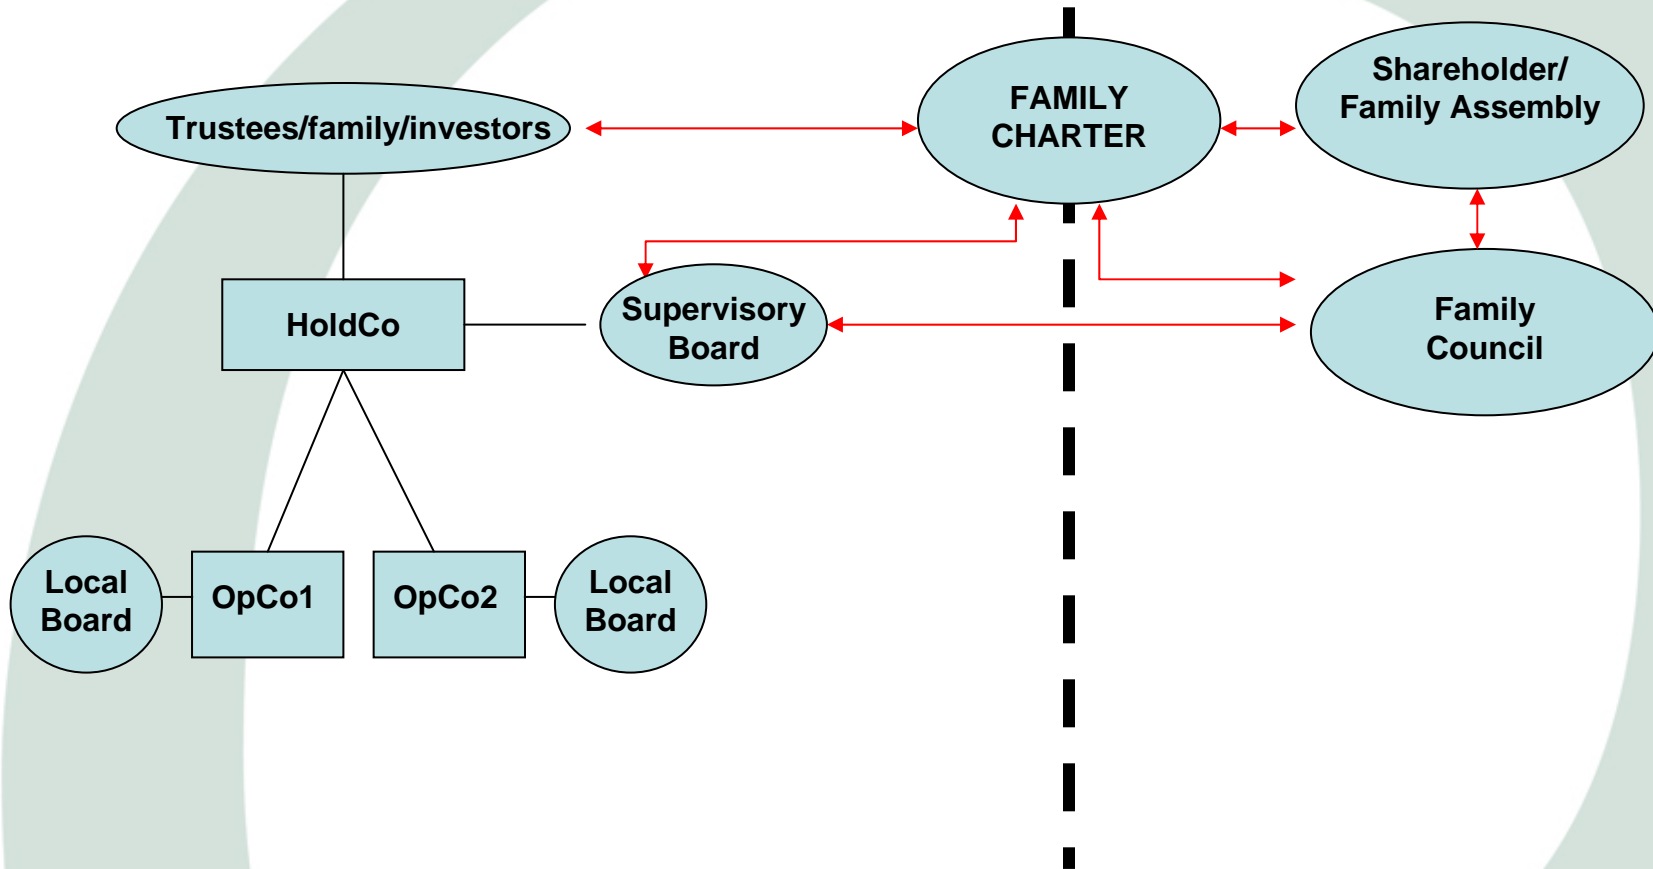 Shareholder/
Family Assembly
FAMILY
CHARTER
Trustees/family/investors
HoldCo
Supervisory
Board
Family
Council
Local
Board
OpCo1
OpCo2
Local
Board